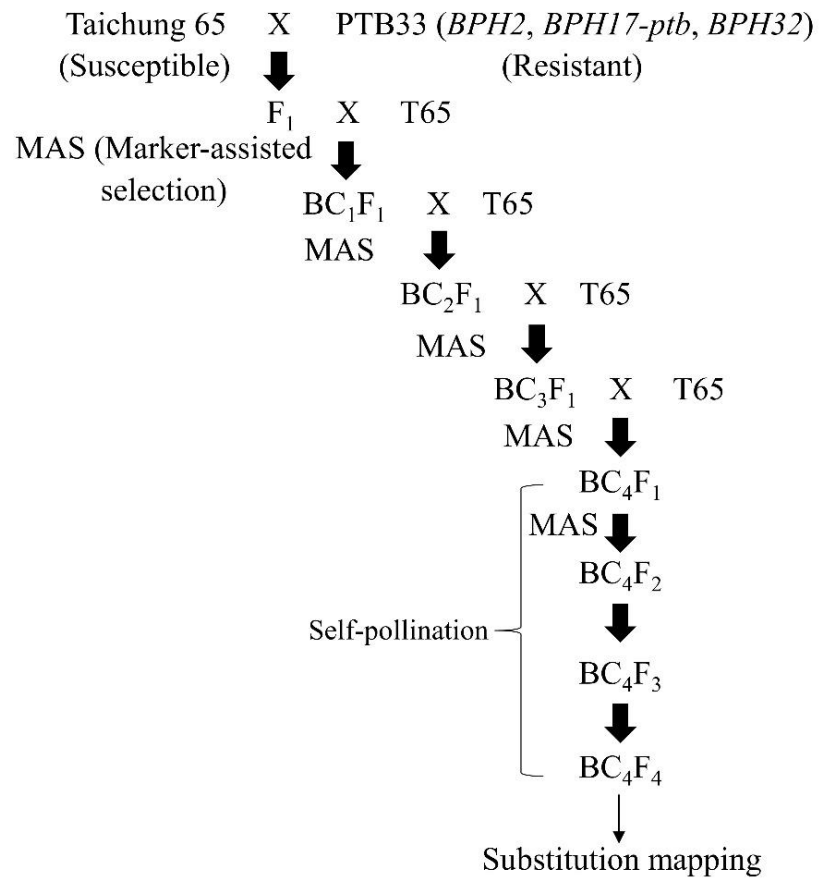 Taichung 65 X PTB33 (BPH2, BPH17-ptb, BPH32)
(Susceptible) (Resistant)
F₁ X T65
MAS (Marker-assisted
selection)
BC₁F₁ X T65
MAS
BC₂F₁ X T65
MAS
BC₃F₁ X T65
MAS
BC₄F₁
MAS
BC₄F₂
Self-pollination
BC₄F₃
BC₄F₄
Substitution mapping